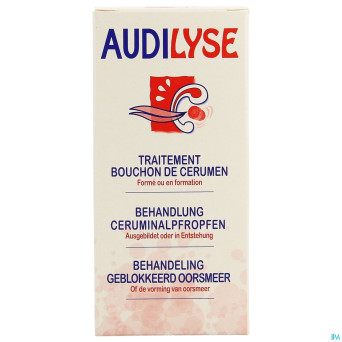 AUDILYSE
TRAITEMENT
BOUCHON DE CERUMEN
Formé ou en formation
BEHANDLUNG
CERUMINALPFROPFEN
Ausgebildet oder in Entstehung
BEHANDELING
GEBLOKKEERD OORSMEER
Of de vorming van oorsmeer